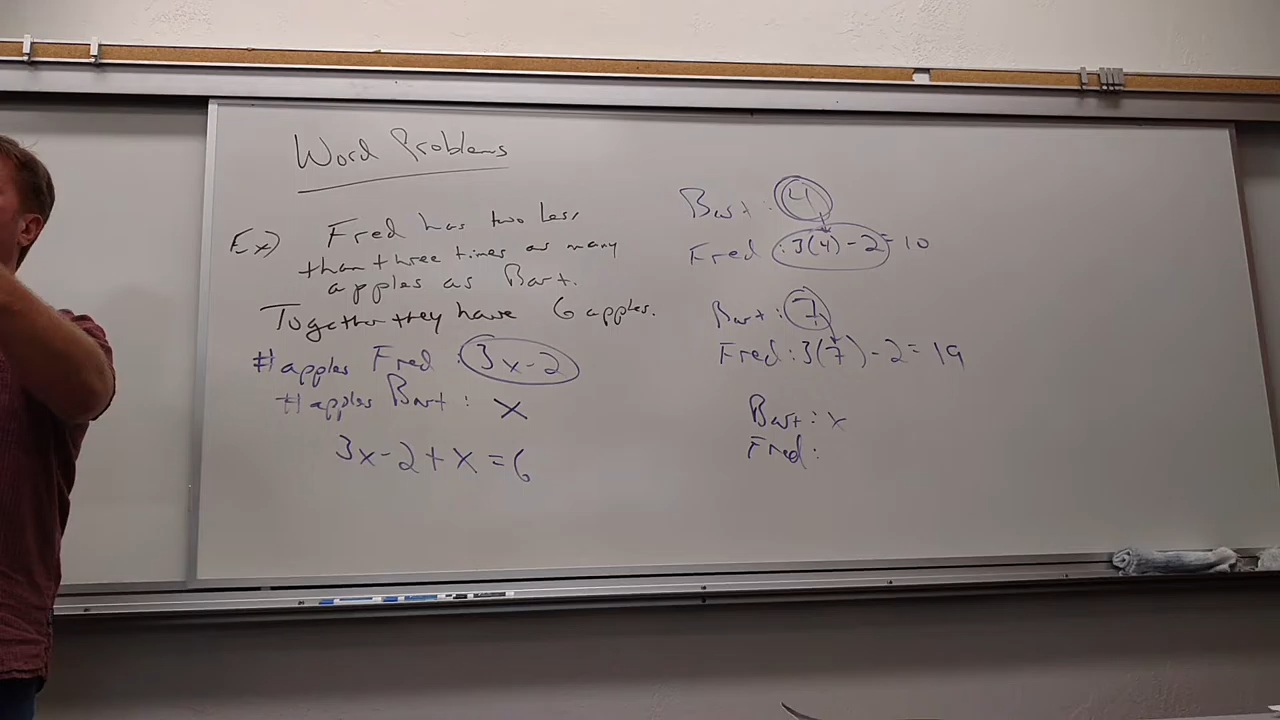 Word Problems
Ex) Fred has two less
than three times as many
apples as Bart.
Together they have 6 apples.
# apples Fred : 3x-2
# apples Bart : x
3x-2+x=6
Bart : 4
Fred : 3(4)-2=10
Bart : 7
Fred : 3(7)-2=19
Bart : x
Fred :